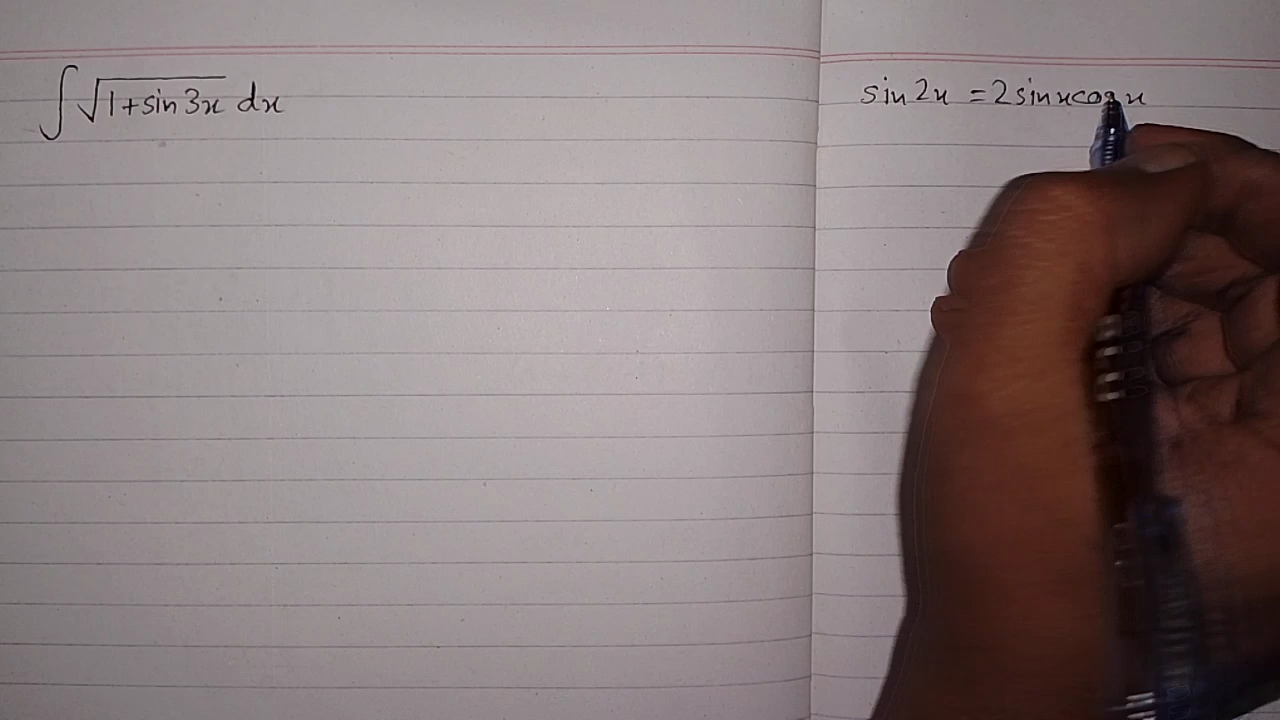 ∫ √(1+sin 3x) dx
sin 2x = 2 sin x cos x